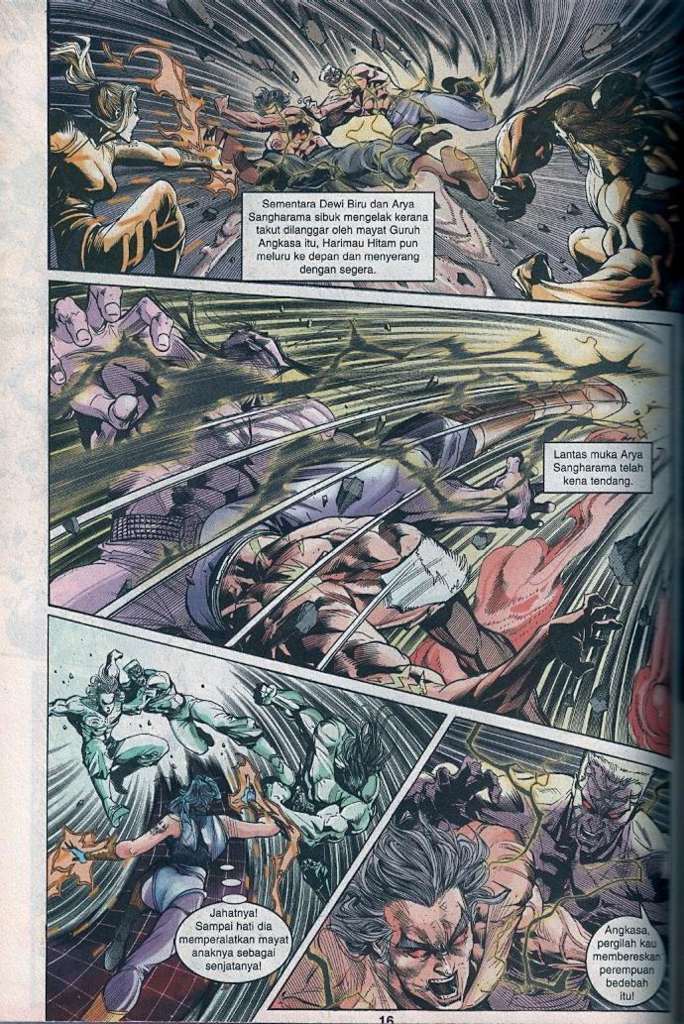 Sementara Dewi Biru dan Arya
Sangharama sibuk mengelak kerana
takut dilanggar oleh mayat Guruh
Angkasa itu, Harimau Hitam pun
meluru ke depan dan menyerang
dengan segera.
Lantas muka Arya
Sangharama telah
kena tendang.
Jahatnya!
Sampai hati dia
memperalatkan mayat
anaknya sebagai
senjatanya!
Angkasa,
pergilah kau
membereskan
perempuan
bedebah
itu!
16